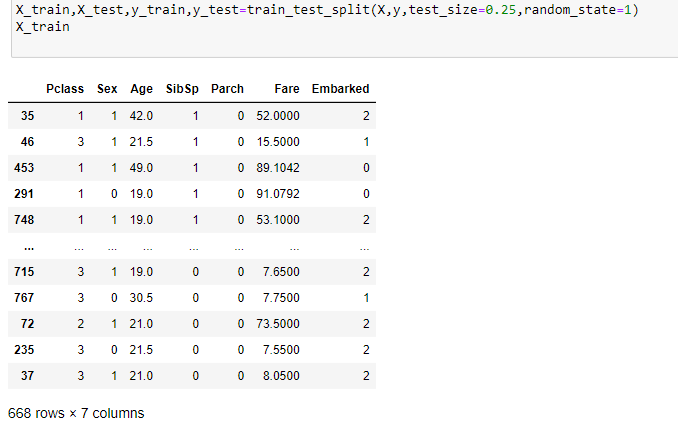 X_train,X_test,y_train,y_test=train_test_split(X,y,test_size=0.25,random_state=1)
X_train
Pclass Sex Age SibSp Parch Fare Embarked
35 1 1 42.0 1 0 52.0000 2
46 3 1 21.5 1 0 15.5000 1
453 1 1 49.0 1 0 89.1042 0
291 1 0 19.0 1 0 91.0792 0
748 1 1 19.0 1 0 53.1000 2
... ... ... ... ... ... ... ...
715 3 1 19.0 0 0 7.6500 2
767 3 0 30.5 0 0 7.7500 1
72 2 1 21.0 0 0 73.5000 2
235 3 0 21.5 0 0 7.5500 2
37 3 1 21.0 0 0 8.0500 2
668 rows × 7 columns